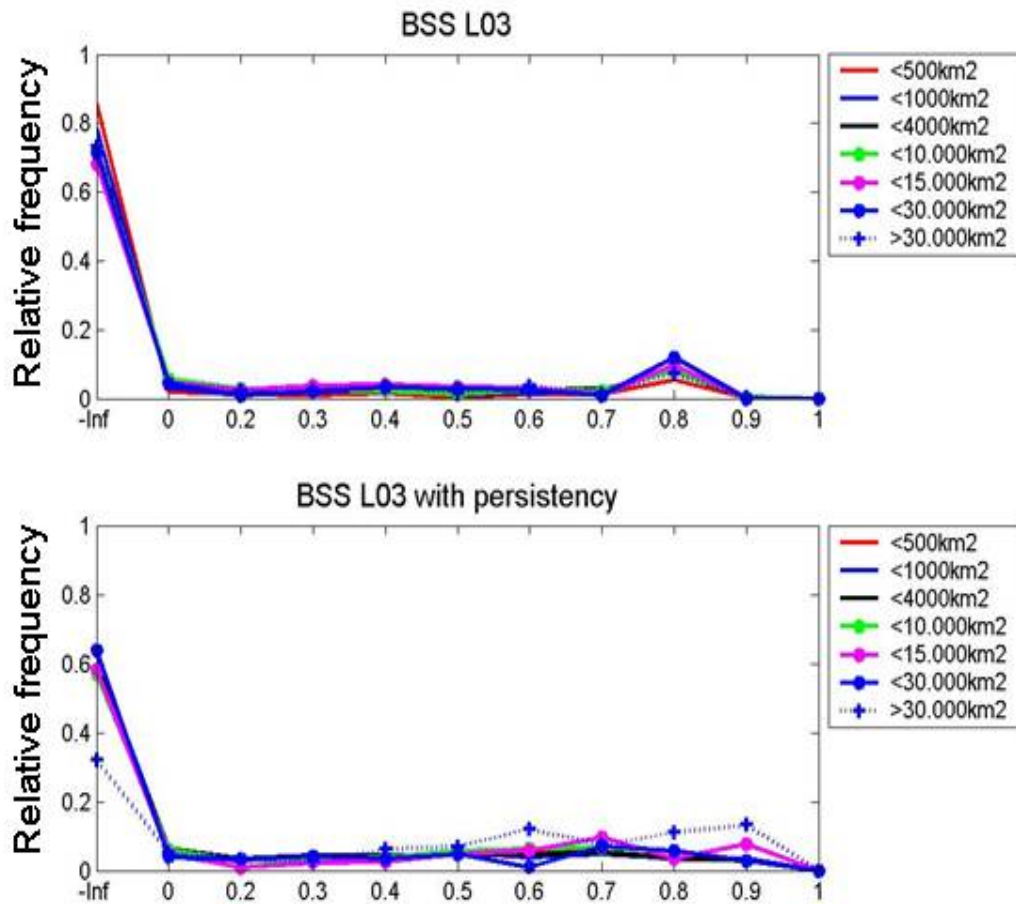 BSS L03
Relative frequency
1
0.8
0.6
0.4
0.2
0
-Inf 0 0.2 0.3 0.4 0.5 0.6 0.7 0.8 0.9 1
<500km2
<1000km2
<4000km2
<10.000km2
<15.000km2
<30.000km2
>30.000km2
BSS L03 with persistency
Relative frequency
1
0.8
0.6
0.4
0.2
0
-Inf 0 0.2 0.3 0.4 0.5 0.6 0.7 0.8 0.9 1
<500km2
<1000km2
<4000km2
<10.000km2
<15.000km2
<30.000km2
>30.000km2